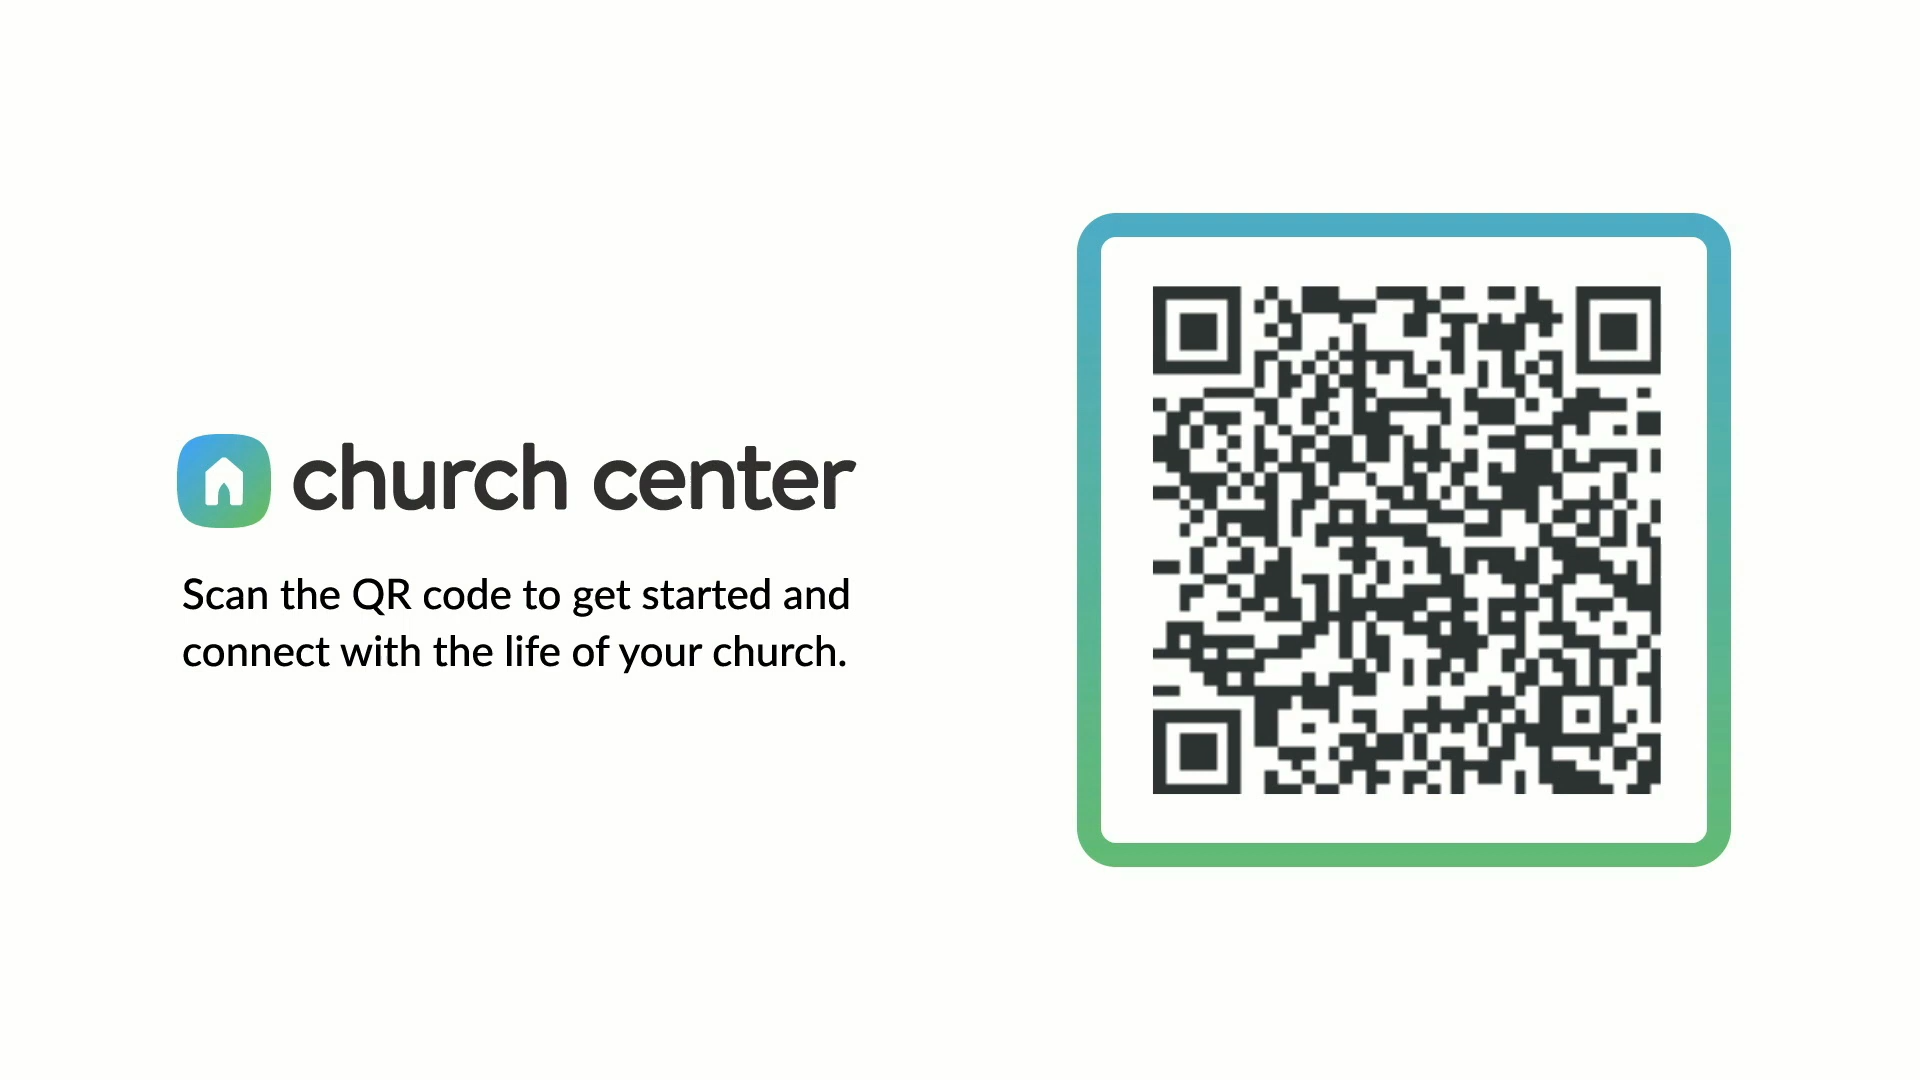 church center
Scan the QR code to get started and
connect with the life of your church.